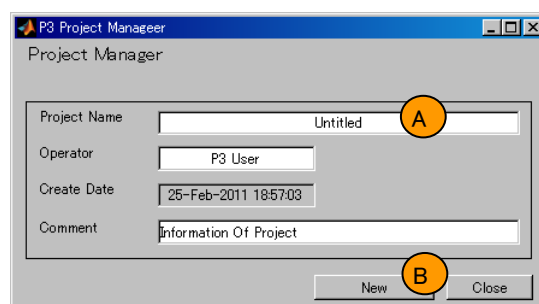 P3 Project Manageer
Project Manager
Project Name
Untitled
A
Operator
P3 User
Create Date
25-Feb-2011 18:57:03
Comment
Information Of Project
New
B
Close